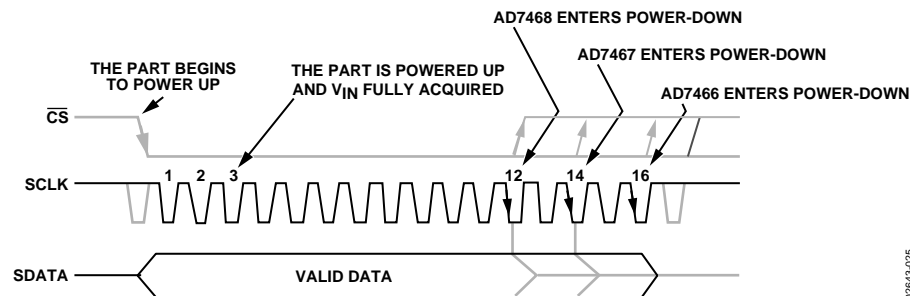 AD7468 ENTERS POWER-DOWN
AD7467 ENTERS POWER-DOWN
THE PART BEGINS
TO POWER UP
THE PART IS POWERED UP
AND VIN FULLY ACQUIRED
AD7466 ENTERS POWER-DOWN
CS
SCLK
1 2 3 12 14 16
SDATA
VALID DATA
02643-025